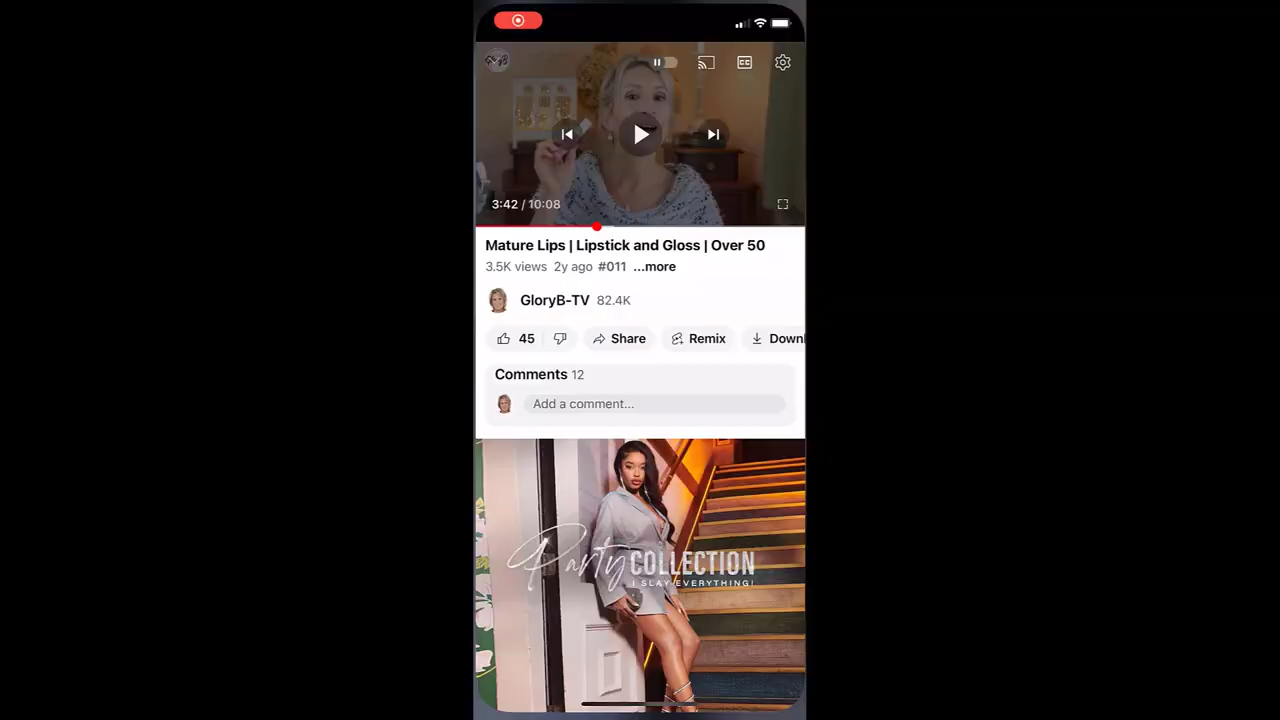 CC
3:42 / 10:08
Mature Lips | Lipstick and Gloss | Over 50
3.5K views 2y ago #011 ...more
GloryB-TV 82.4K
45 Share Remix Downl
Comments 12
Add a comment...
Party COLLECTION
I SLAY EVERYTHING!